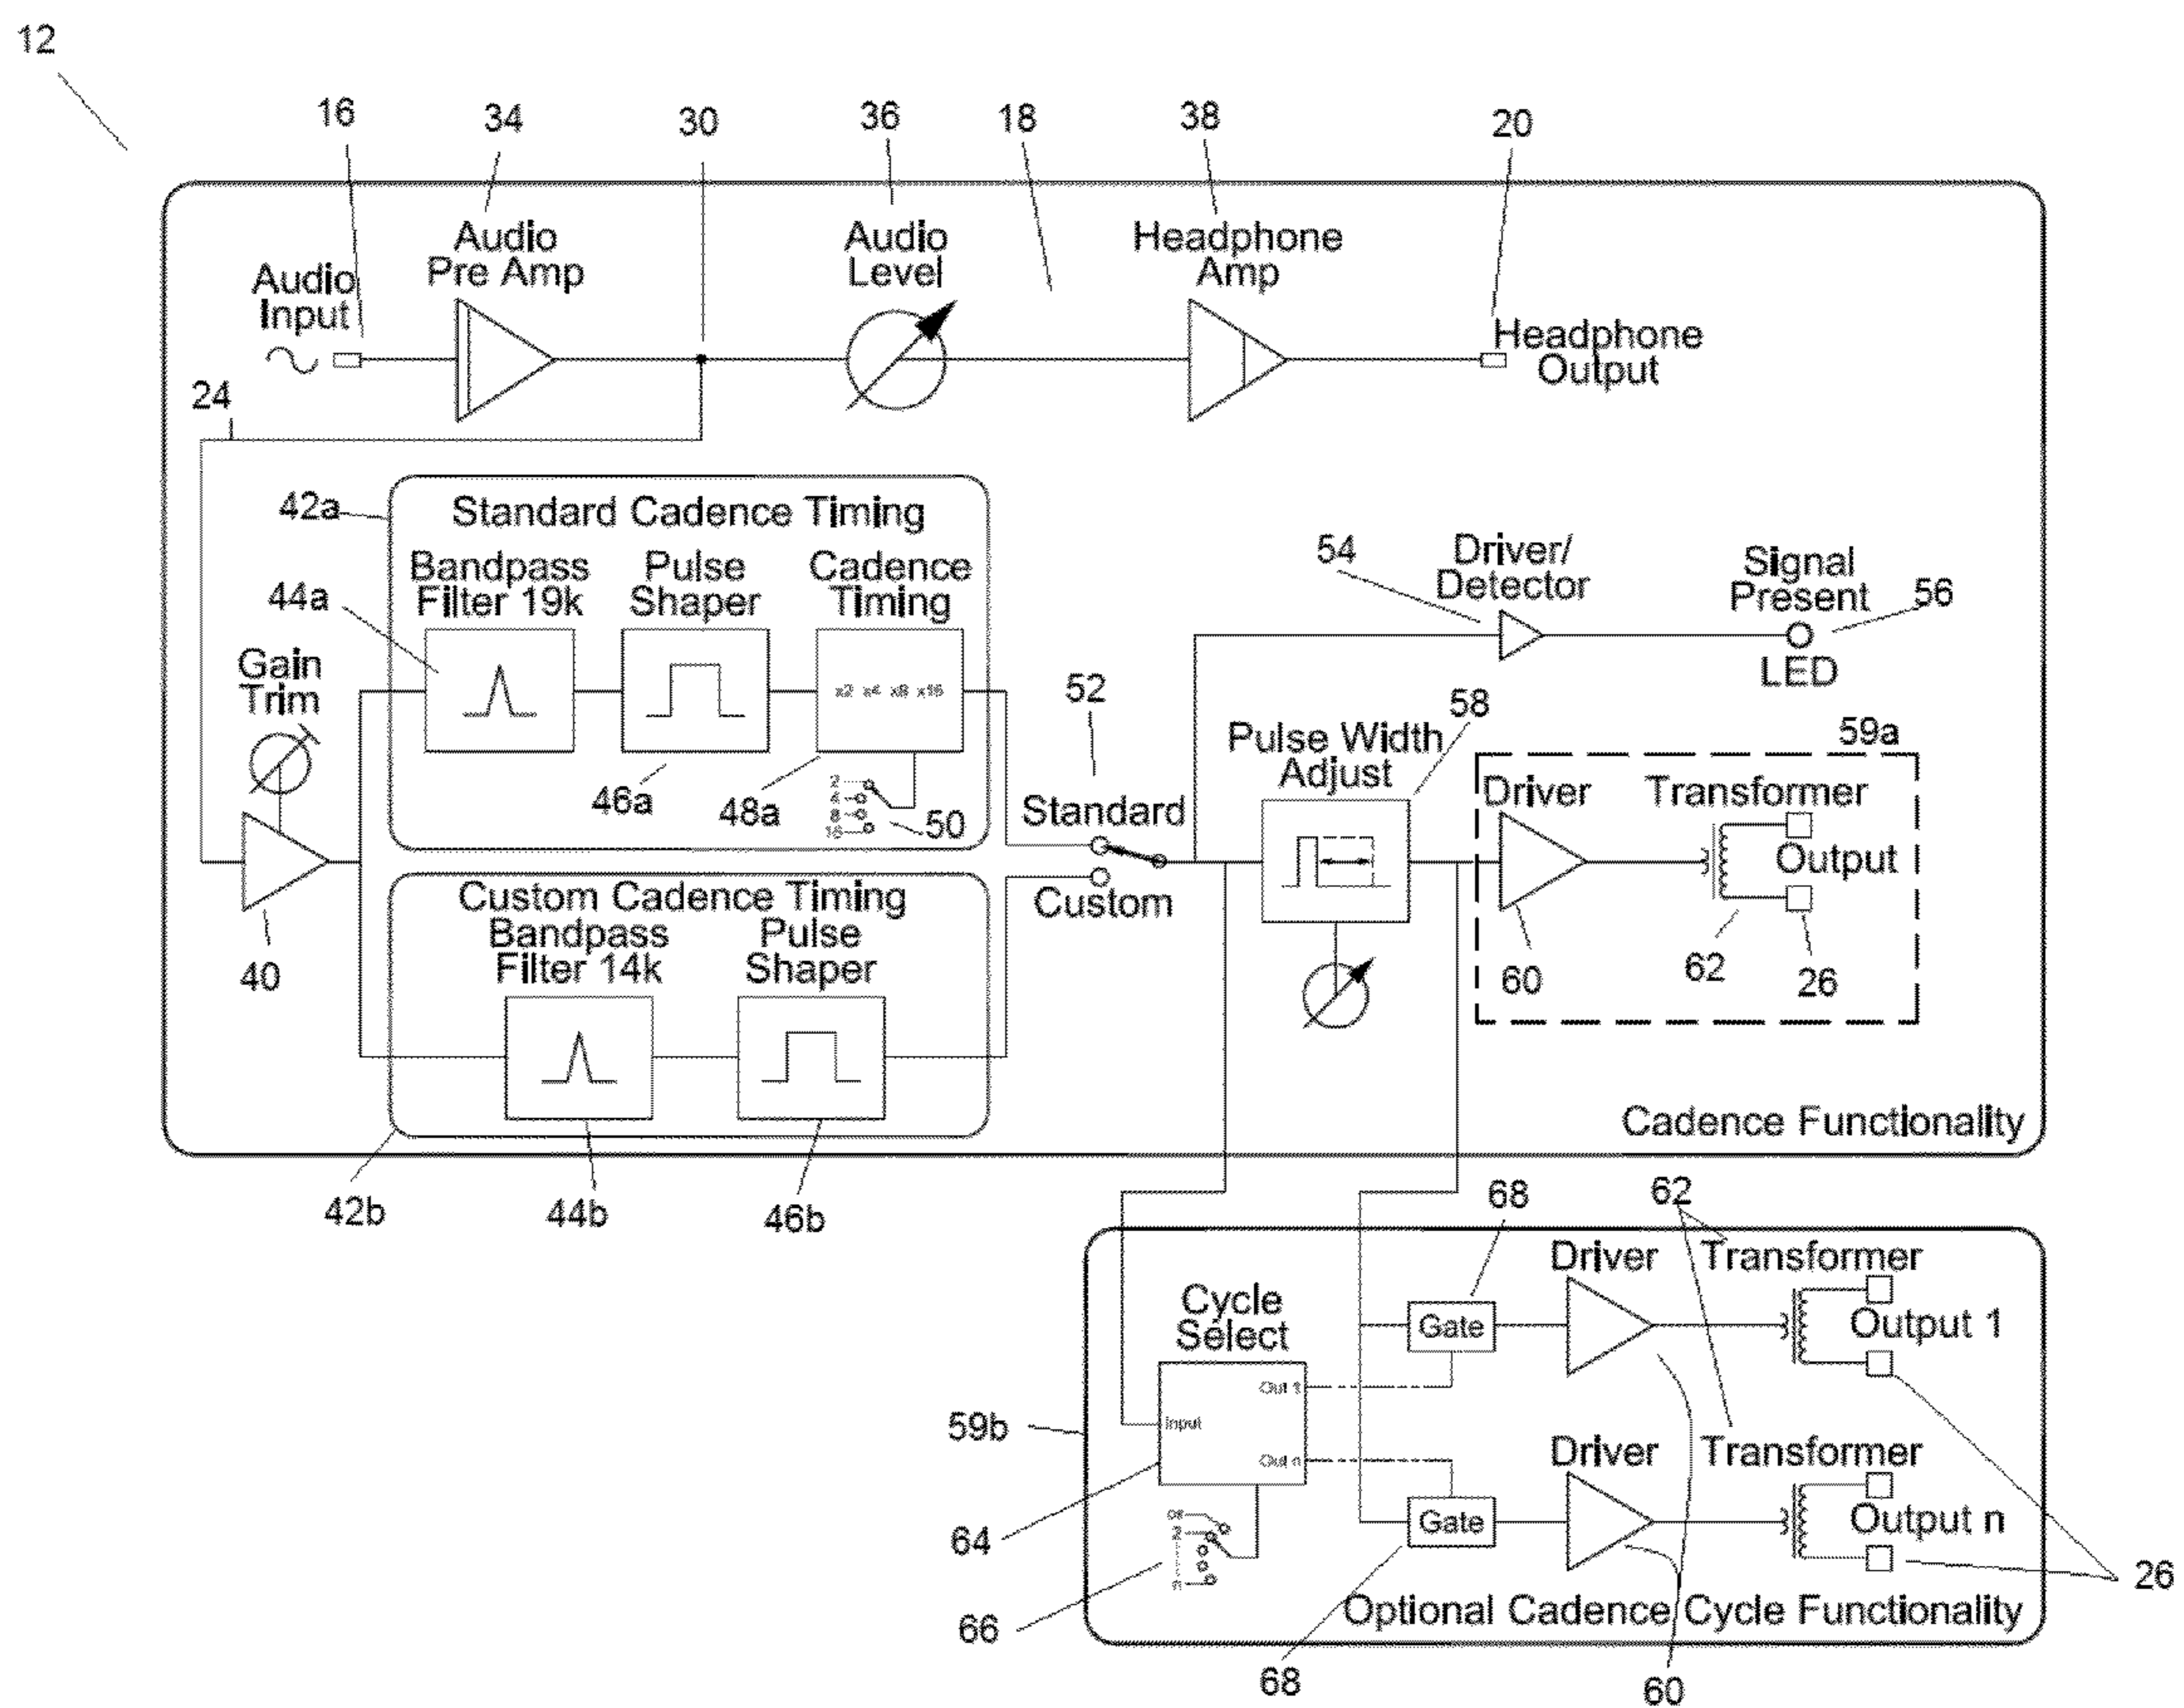 12
16
34
30
36
18
38
20
Audio
Pre Amp
Audio
Level
Headphone
Amp
Audio
Input
Headphone
Output
24
42a
Standard Cadence Timing
Bandpass
Filter 19k
Pulse
Shaper
Cadence
Timing
44a
x2 x4 x8 x16
46a
48a
2
4
8
16
50
Gain
Trim
40
52
Standard
Custom
54
Driver/
Detector
Signal
Present
56
LED
Pulse Width
Adjust
58
59a
Driver
Transformer
Output
60
62
26
Custom Cadence Timing
Bandpass
Filter 14k
Pulse
Shaper
42b
44b
46b
Cadence Functionality
68
62
Driver
Transformer
Cycle
Select
Gate
Output 1
Out 1
Input
Out n
59b
Driver
Transformer
64
Gate
Output n
2
n
66
26
Optional Cadence Cycle Functionality
68
60